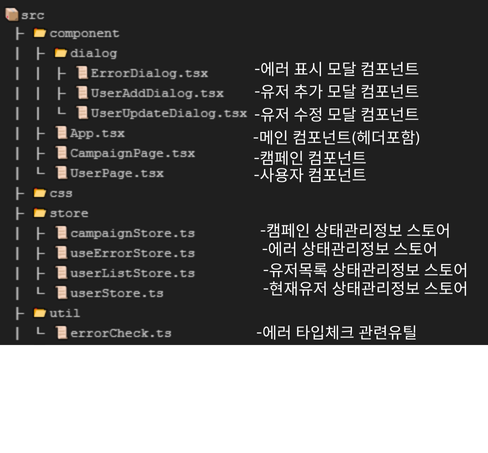 src
├ component
| ├ dialog
| | ├ ErrorDialog.tsx -에러 표시 모달 컴포넌트
| | ├ UserAddDialog.tsx -유저 추가 모달 컴포넌트
| | └ UserUpdateDialog.tsx -유저 수정 모달 컴포넌트
| ├ App.tsx -메인 컴포넌트(헤더포함)
| ├ CampaignPage.tsx -캠페인 컴포넌트
| └ UserPage.tsx -사용자 컴포넌트
├ css
├ store
| ├ campaignStore.ts -캠페인 상태관리정보 스토어
| ├ useErrorStore.ts -에러 상태관리정보 스토어
| ├ userListStore.ts -유저목록 상태관리정보 스토어
| └ userStore.ts -현재유저 상태관리정보 스토어
├ util
| └ errorCheck.ts -에러 타입체크 관련유틸